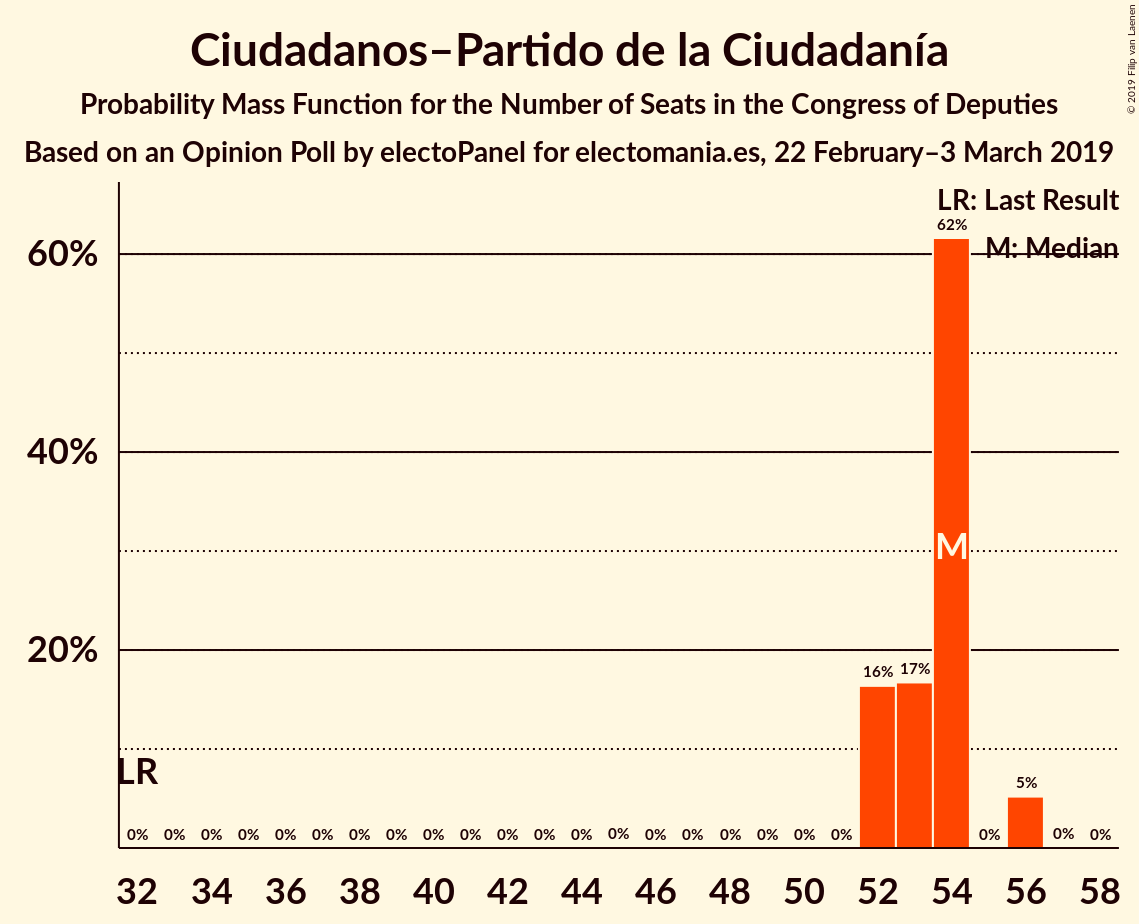 Ciudadanos–Partido de la Ciudadanía
Probability Mass Function for the Number of Seats in the Congress of Deputies
Based on an Opinion Poll by electoPanel for electomania.es, 22 February–3 March 2019
© 2019 Filip van Laenen
LR: Last Result
62%
M: Median
60%
40%
M
20%
16% 17%
LR
5%
0% 0% 0% 0% 0% 0% 0% 0% 0% 0% 0% 0% 0% 0% 0% 0% 0% 0% 0% 0% 0% 0% 0%
32 34 36 38 40 42 44 46 48 50 52 54 56 58